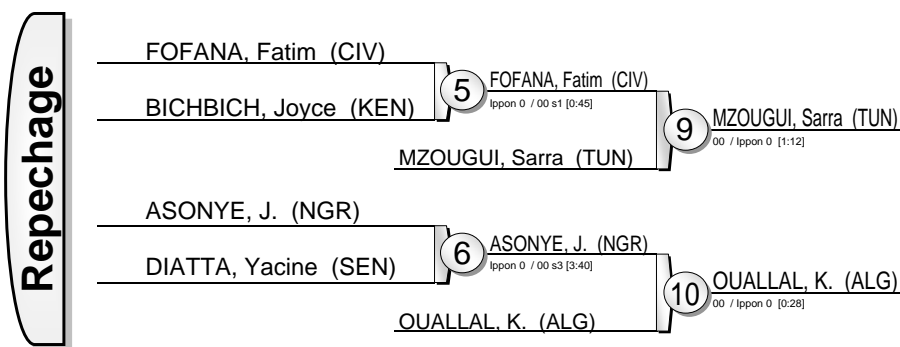 Repechage
FOFANA, Fatim (CIV)
BICHBICH, Joyce (KEN)
5
FOFANA, Fatim (CIV)
Ippon 0 / 00 s1 [0:45]
MZOUGUI, Sarra (TUN)
9
MZOUGUI, Sarra (TUN)
00 / Ippon 0 [1:12]
ASONYE, J. (NGR)
DIATTA, Yacine (SEN)
6
ASONYE, J. (NGR)
Ippon 0 / 00 s3 [3:40]
OUALLAL, K. (ALG)
10
OUALLAL, K. (ALG)
00 / Ippon 0 [0:28]